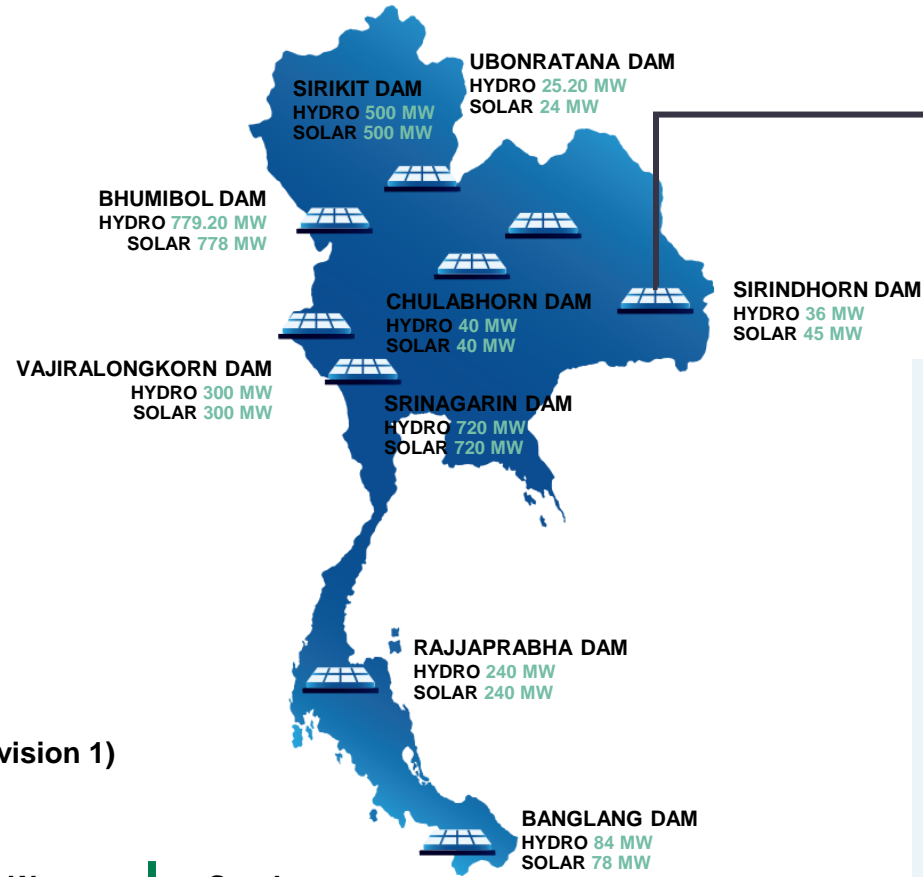 UBONRATANA DAM
HYDRO 25.20 MW
SOLAR 24 MW
SIRIKIT DAM
HYDRO 500 MW
SOLAR 500 MW
BHUMIBOL DAM
HYDRO 779.20 MW
SOLAR 778 MW
SIRINDHORN DAM
HYDRO 36 MW
SOLAR 45 MW
CHULABHORN DAM
HYDRO 40 MW
SOLAR 40 MW
VAJIRALONGKORN DAM
HYDRO 300 MW
SOLAR 300 MW
SRINAGARIN DAM
HYDRO 720 MW
SOLAR 720 MW
RAJJAPRABHA DAM
HYDRO 240 MW
SOLAR 240 MW
vision 1)
BANGLANG DAM
HYDRO 84 MW
SOLAR 78 MW